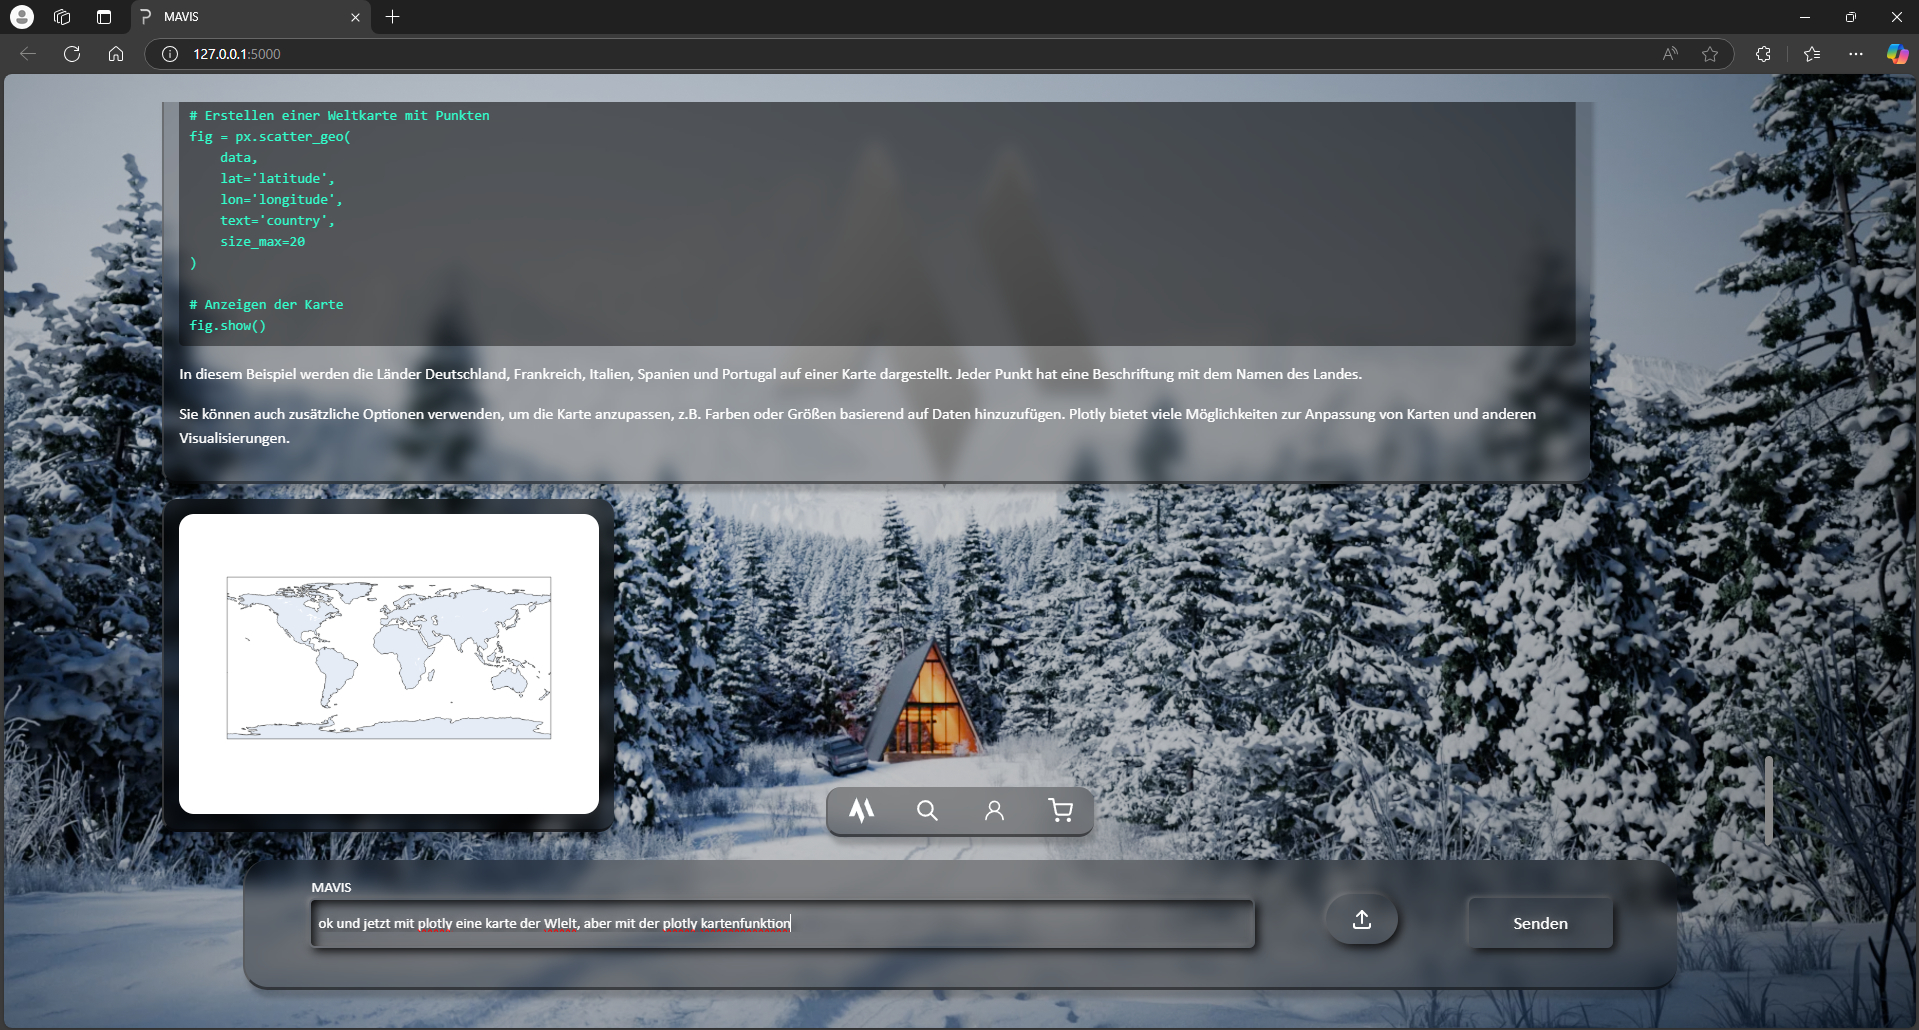 MAVIS
127.0.0.1:5000
# Erstellen einer Weltkarte mit Punkten
fig = px.scatter_geo(
    data,
    lat='latitude',
    lon='longitude',
    text='country',
    size_max=20
)
# Anzeigen der Karte
fig.show()
In diesem Beispiel werden die Länder Deutschland, Frankreich, Italien, Spanien und Portugal auf einer Karte dargestellt. Jeder Punkt hat eine Beschriftung mit dem Namen des Landes.
Sie können auch zusätzliche Optionen verwenden, um die Karte anzupassen, z.B. Farben oder Größen basierend auf Daten hinzuzufügen. Plotly bietet viele Möglichkeiten zur Anpassung von Karten und anderen
Visualisierungen.
MAVIS
ok und jetzt mit plotly eine karte der Wlelt, aber mit der plotly kartenfunktion
Senden